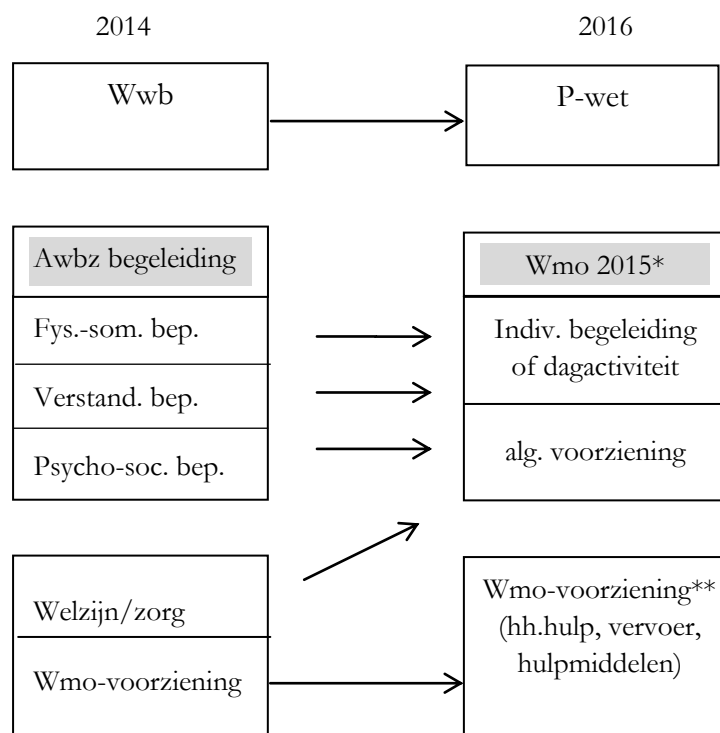 2014
2016
Wwb
P-wet
Awbz begeleiding
Fys.-som. bep.
Verstand. bep.
Psycho-soc. bep.
Wmo 2015*
Indiv. begeleiding
of dagactiviteit
alg. voorziening
Welzijn/zorg
Wmo-voorziening
Wmo-voorziening**
(hh.hulp, vervoer,
hulpmiddelen)